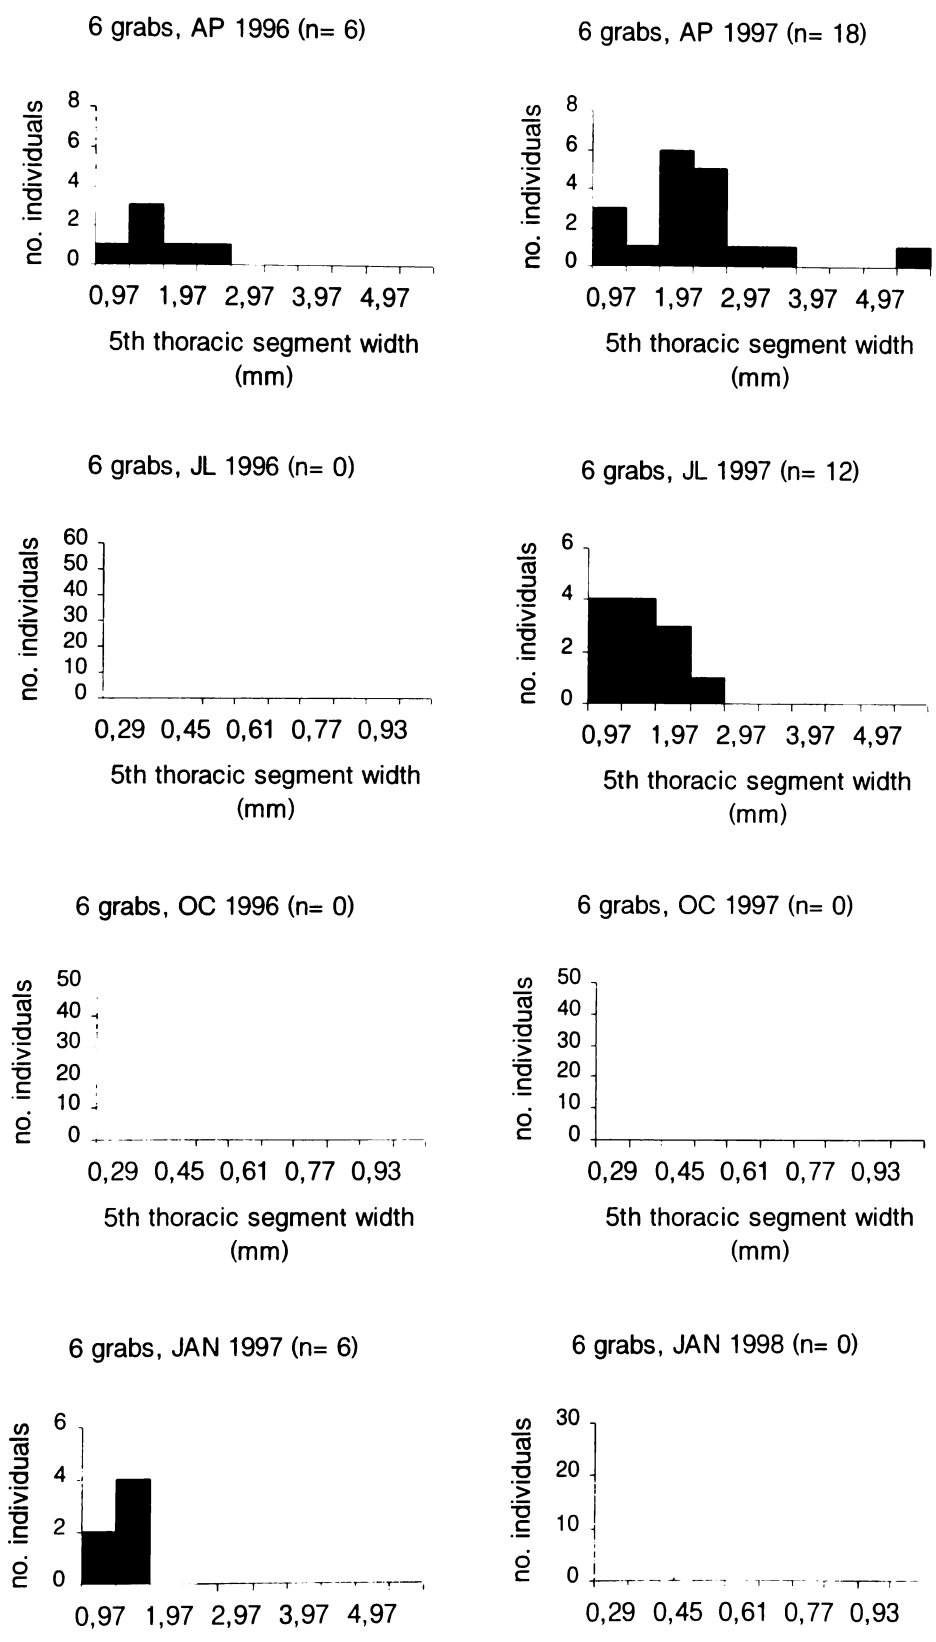 6 grabs, AP 1996 (n= 6)
no. individuals
8
6
4
2
0
0,97 1,97 2,97 3,97 4,97
5th thoracic segment width
(mm)
6 grabs, AP 1997 (n= 18)
no. individuals
8
6
4
2
0
0,97 1,97 2,97 3,97 4,97
5th thoracic segment width
(mm)
6 grabs, JL 1996 (n= 0)
no. individuals
60
50
40
30
20
10
0
0,29 0,45 0,61 0,77 0,93
5th thoracic segment width
(mm)
6 grabs, JL 1997 (n= 12)
no. individuals
6
4
2
0
0,97 1,97 2,97 3,97 4,97
5th thoracic segment width
(mm)
6 grabs, OC 1996 (n= 0)
no. individuals
50
40
30
20
10
0
0,29 0,45 0,61 0,77 0,93
5th thoracic segment width
(mm)
6 grabs, OC 1997 (n= 0)
no. individuals
50
40
30
20
10
0
0,29 0,45 0,61 0,77 0,93
5th thoracic segment width
(mm)
6 grabs, JAN 1997 (n= 6)
no. individuals
6
4
2
0
0,97 1,97 2,97 3,97 4,97
6 grabs, JAN 1998 (n= 0)
no. individuals
30
20
10
0
0,29 0,45 0,61 0,77 0,93